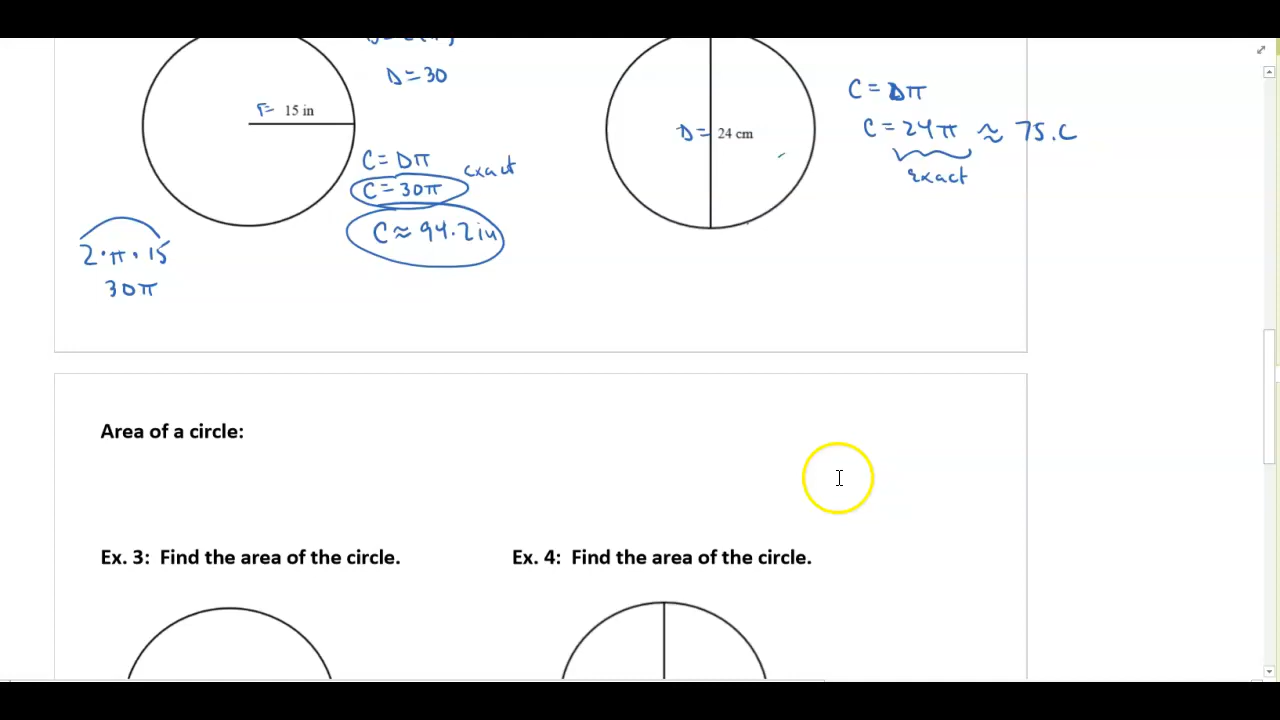 D = 30
r = 15 in
C = Dπ
C = 30π
exact
C ≈ 94.2in
2 · π · 15
30π
D = 24 cm
C = Dπ
C = 24π ≈ 75.C
exact
Area of a circle:
Ex. 3: Find the area of the circle.
Ex. 4: Find the area of the circle.